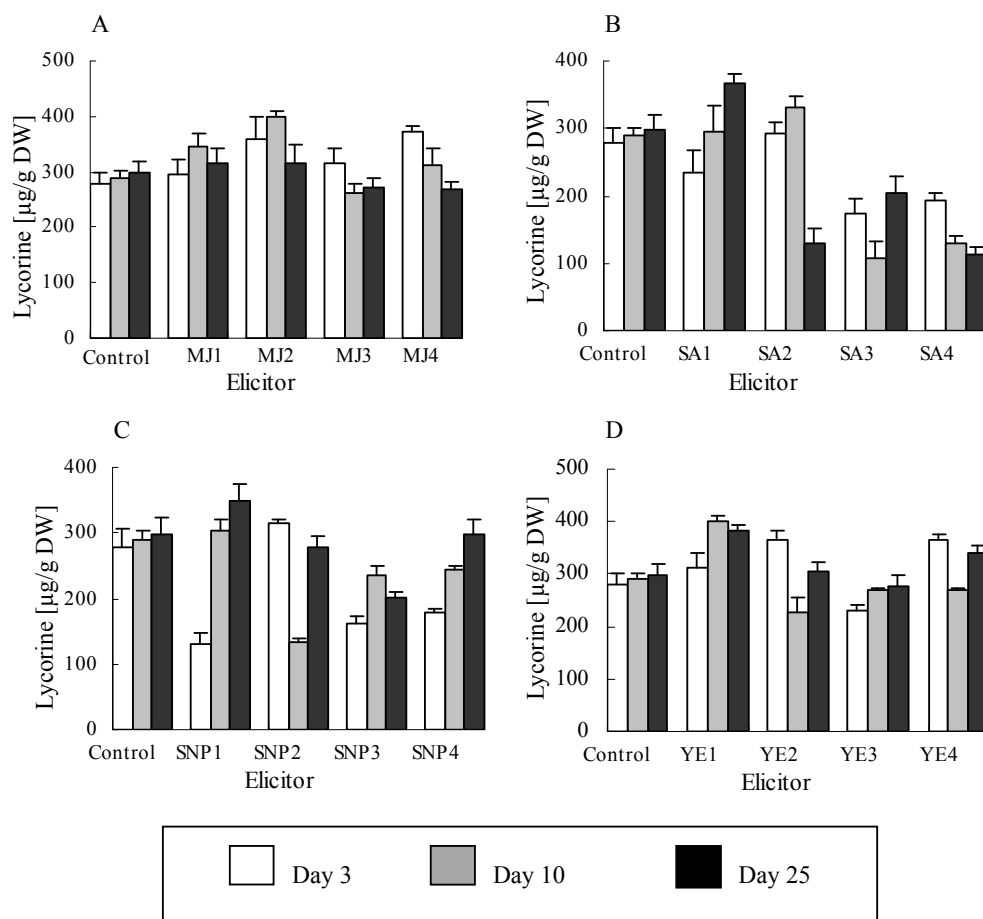 A
500
400
300
200
100
0
Lycorine [µg/g DW]
Control MJ1 MJ2 MJ3 MJ4
Elicitor
B
400
300
200
100
0
Lycorine [µg/g DW]
Control SA1 SA2 SA3 SA4
Elicitor
C
400
300
200
100
0
Lycorine [µg/g DW]
Control SNP1 SNP2 SNP3 SNP4
Elicitor
D
500
400
300
200
100
0
Lycorine [µg/g DW]
Control YE1 YE2 YE3 YE4
Elicitor
Day 3 Day 10 Day 25